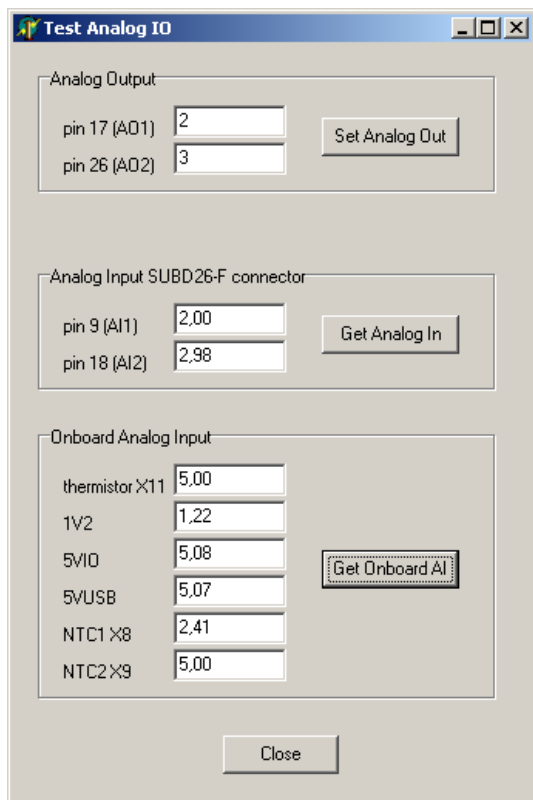 Test Analog IO
Analog Output
pin 17 (AO1) 2
pin 26 (AO2) 3
Set Analog Out
Analog Input SUBD26-F connector
pin 9 (AI1) 2,00
pin 18 (AI2) 2,98
Get Analog In
Onboard Analog Input
thermistor X11 5,00
1V2 1,22
5VIO 5,08
5VUSB 5,07
NTC1 X8 2,41
NTC2 X9 5,00
Get Onboard AI
Close